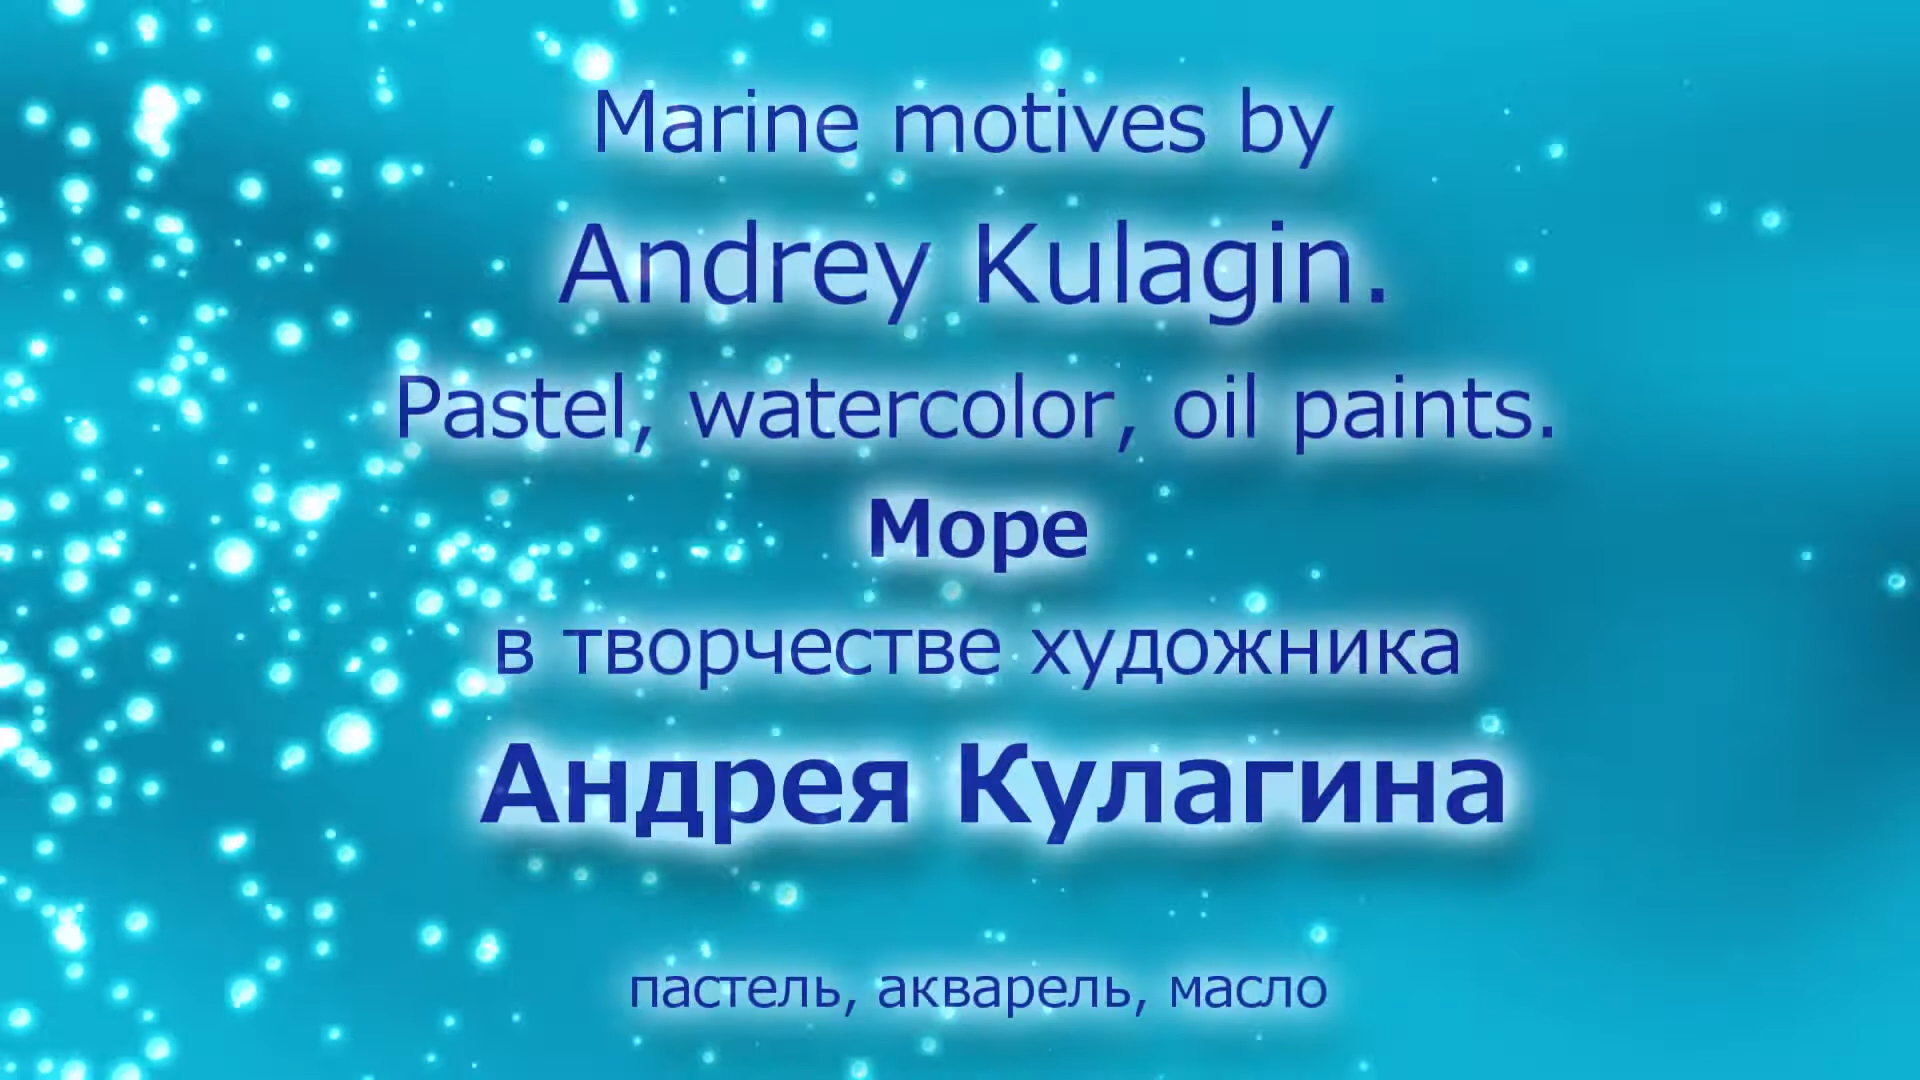 Marine motives by
Andrey Kulagin.
Pastel, watercolor, oil paints.
Море
в творчестве художника
Андрея Кулагина
пастель, акварель, масло